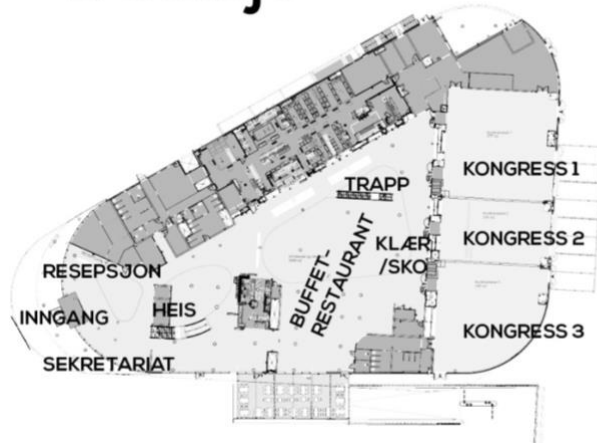 KONGRESS 1
TRAPP
KLÆR
/SKO
KONGRESS 2
BUFFET-
RESTAURANT
RESEPSJON
HEIS
INNGANG
KONGRESS 3
SEKRETARIAT